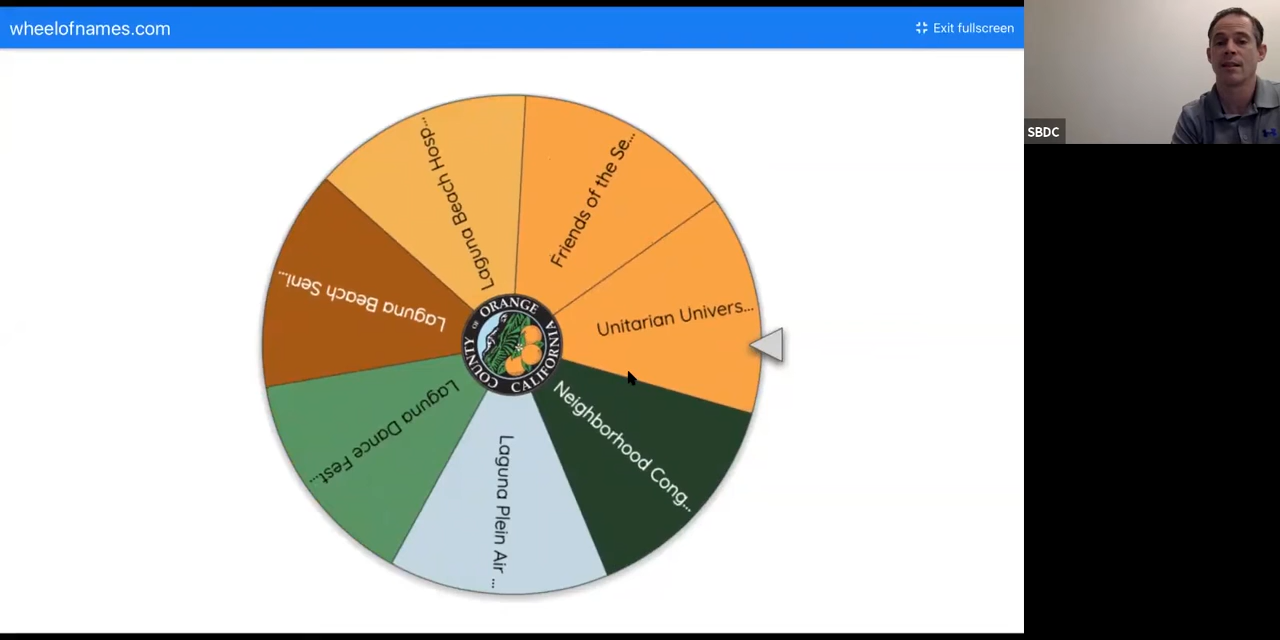 wheelofnames.com
Exit fullscreen
SBDC
Laguna Beach Hosp...
Friends of the Se...
Unitarian Univers...
Neighborhood Cong...
Laguna Plein Air ...
Laguna Dance Fest...
Laguna Beach Seni...
COUNTY OF ORANGE
CALIFORNIA